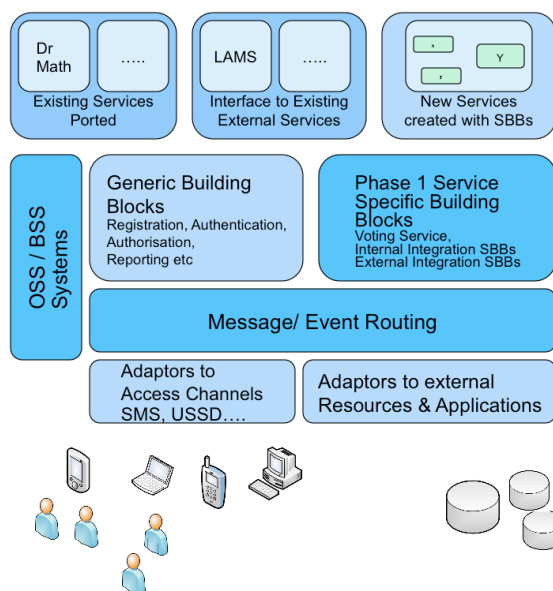 Dr
Math
.....
Existing Services
Ported
LAMS
.....
Interface to Existing
External Services
x
Y
z
New Services
created with SBBs
OSS / BSS
Systems
Generic Building
Blocks
Registration, Authentication,
Authorisation,
Reporting etc
Phase 1 Service
Specific Building
Blocks
Voting Service,
Internal Integration SBBs
External Integration SBBs
Message/ Event Routing
Adaptors to
Access Channels
SMS, USSD....
Adaptors to external
Resources & Applications